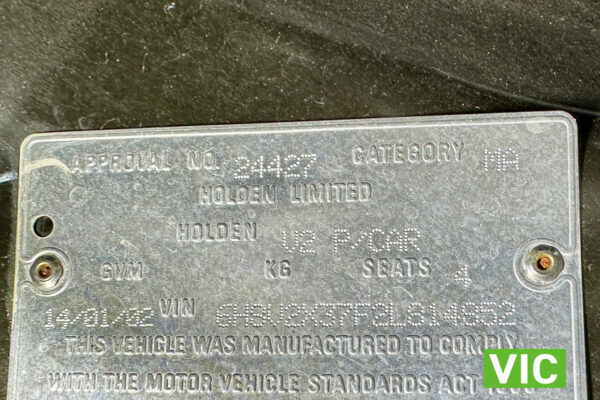 APPROVAL NO. 24427 CATEGORY MA
HOLDEN LIMITED
HOLDEN V2 P/CAR
GVM KG SEATS 4
14/01/02 VIN 6H8V2X37F2L814852
THIS VEHICLE WAS MANUFACTURED TO COMPLY
WITH THE MOTOR VEHICLE STANDARDS ACT
VIC